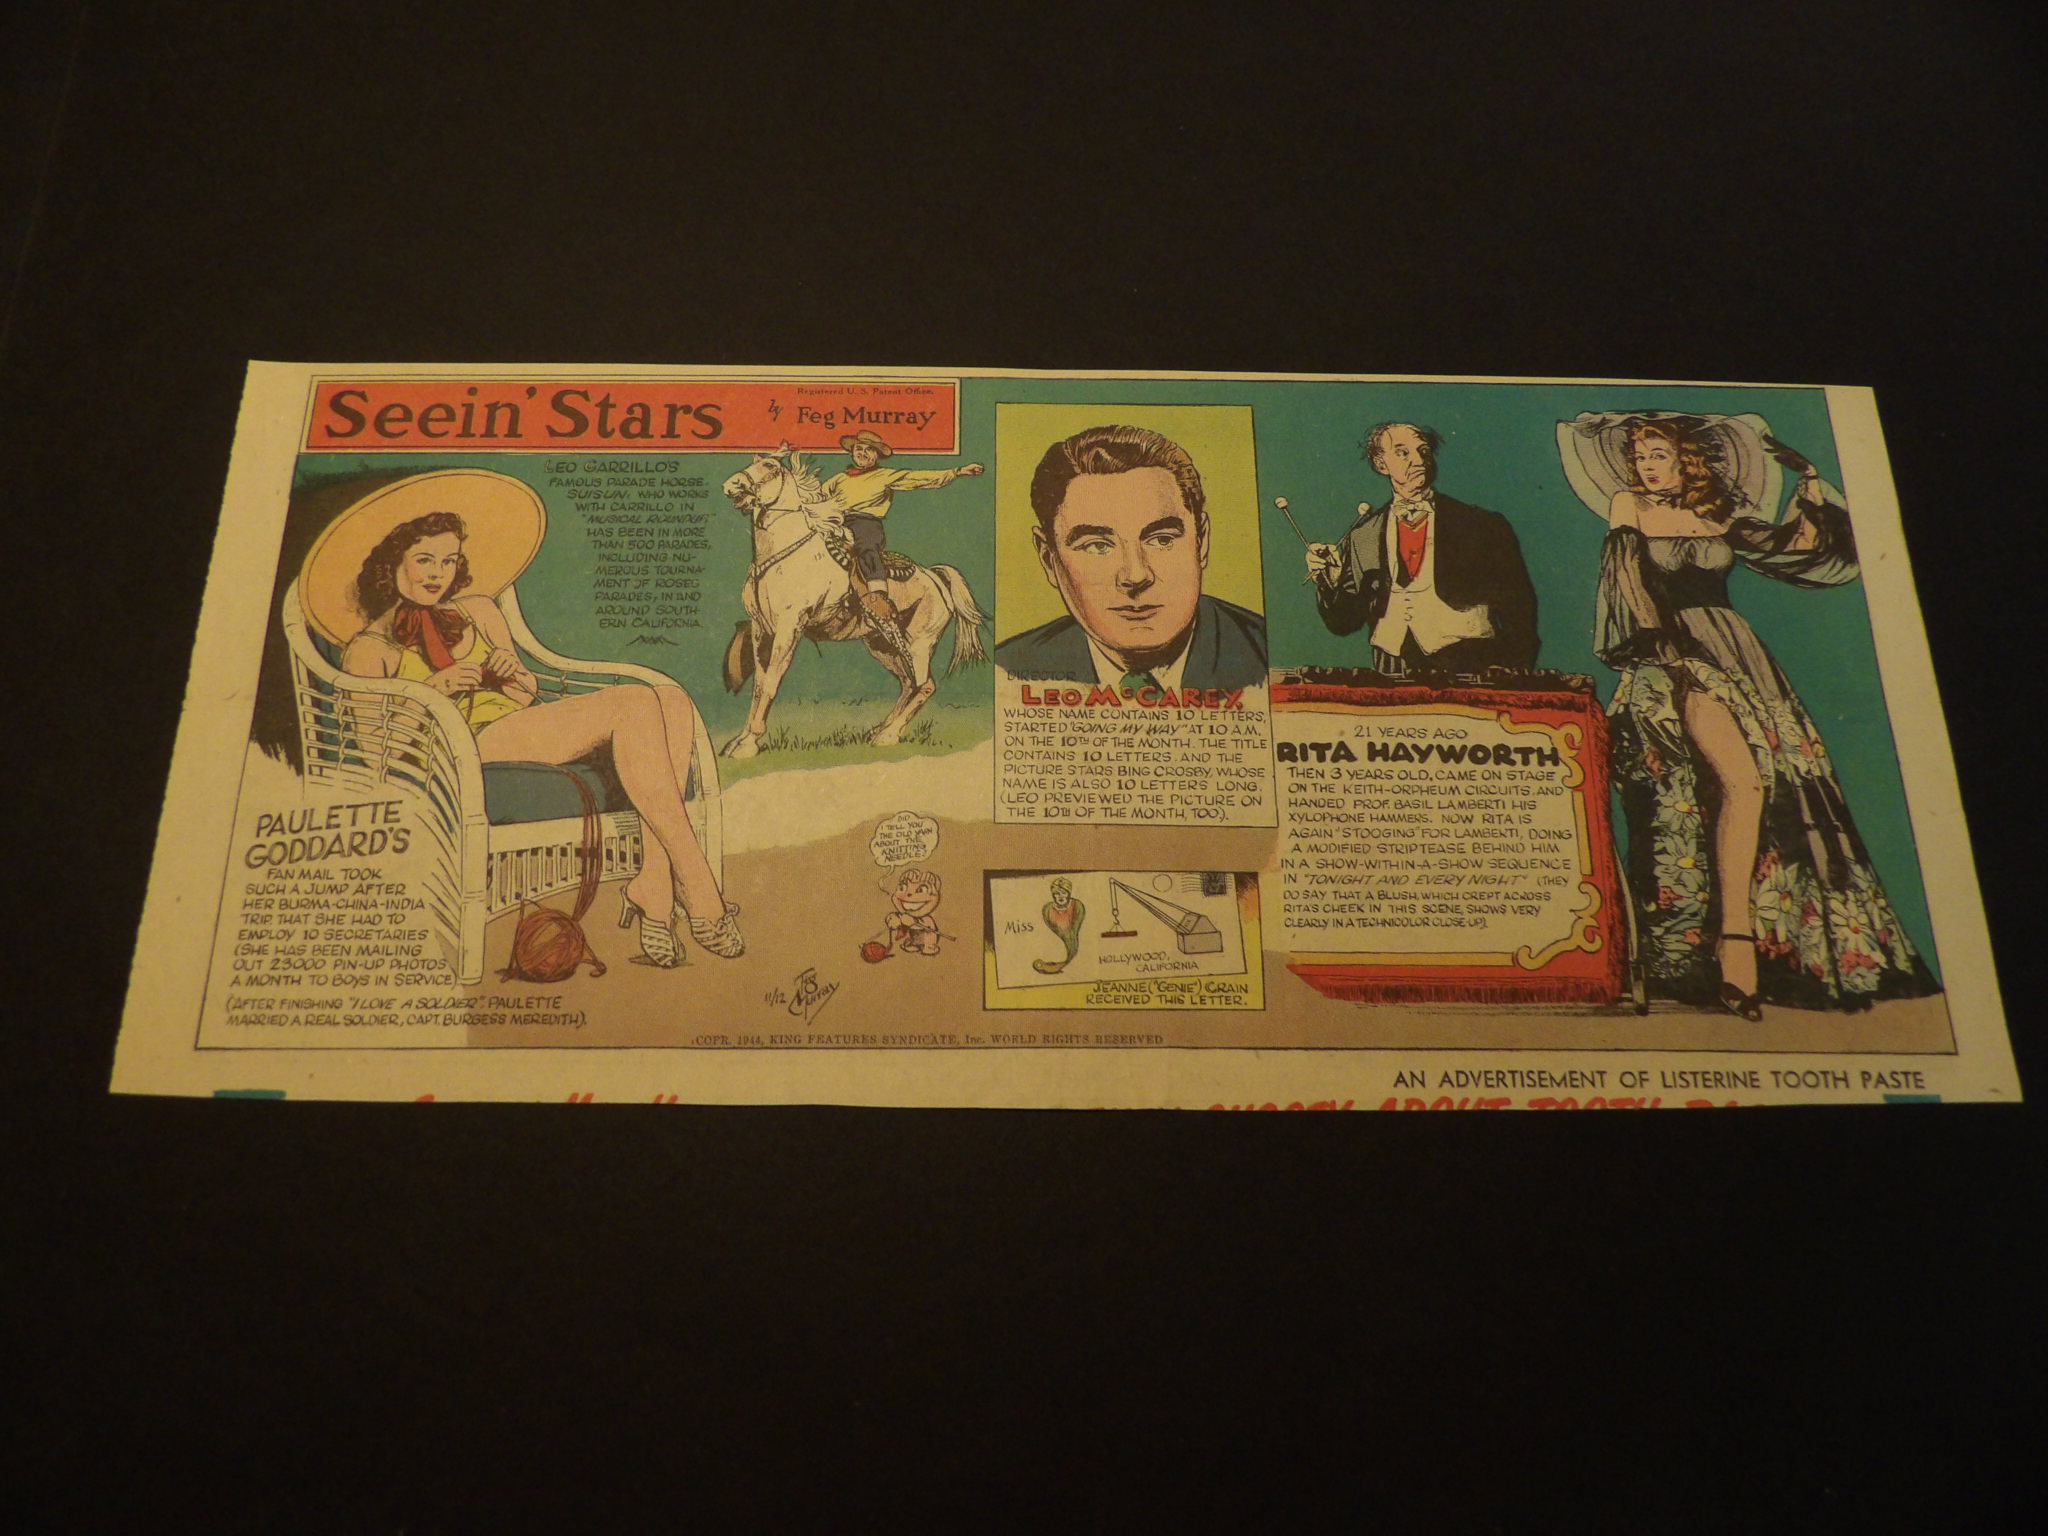 Seein' Stars
by Feg Murray
Registered U. S. Patent Office.
LEO CARRILLO'S
FAMOUS PARADE HORSE,
SUISUN, WHO WORKS
WITH CARRILLO IN
"MUSICAL ROUNDUP,"
HAS BEEN IN MORE
THAN 500 PARADES,
INCLUDING NU-
MEROUS TOURNA-
MENT OF ROSES
PARADES, IN AND
AROUND SOUTH-
ERN CALIFORNIA.
PAULETTE
GODDARD'S
FAN MAIL TOOK
SUCH A JUMP AFTER
HER BURMA-CHINA-INDIA
TRIP, THAT SHE HAD TO
EMPLOY 10 SECRETARIES
(SHE HAS BEEN MAILING
OUT 23000 PIN-UP PHOTOS
A MONTH TO BOYS IN SERVICE)
(AFTER FINISHING "I LOVE A SOLDIER", PAULETTE
MARRIED A REAL SOLDIER, CAPT. BURGESS MEREDITH).
DID
I TELL YOU
THE OLD YARN
ABOUT THE
KNITTING
NEEDLE?
11/12
Feg
Murray
DIRECTOR
LEO McCAREY,
WHOSE NAME CONTAINS 10 LETTERS,
STARTED "GOING MY WAY" AT 10 A.M.
ON THE 10TH OF THE MONTH. THE TITLE
CONTAINS 10 LETTERS, AND THE
PICTURE STARS BING CROSBY, WHOSE
NAME IS ALSO 10 LETTERS LONG.
(LEO PREVIEWED THE PICTURE ON
THE 10TH OF THE MONTH, TOO).
Miss
HOLLYWOOD,
CALIFORNIA
JEANNE ("GENIE") CRAIN
RECEIVED THIS LETTER.
21 YEARS AGO
RITA HAYWORTH
THEN 3 YEARS OLD, CAME ON STAGE
ON THE KEITH-ORPHEUM CIRCUITS, AND
HANDED PROF. BASIL LAMBERTI HIS
XYLOPHONE HAMMERS. NOW RITA IS
AGAIN "STOOGING" FOR LAMBERTI, DOING
A MODIFIED STRIPTEASE BEHIND HIM
IN A SHOW-WITHIN-A-SHOW SEQUENCE
IN "TONIGHT AND EVERY NIGHT" (THEY
DO SAY THAT A BLUSH, WHICH CREPT ACROSS
RITA'S CHEEK IN THIS SCENE, SHOWS VERY
CLEARLY IN A TECHNICOLOR CLOSE-UP).
COPR. 1944, KING FEATURES SYNDICATE, Inc. WORLD RIGHTS RESERVED
AN ADVERTISEMENT OF LISTERINE TOOTH PASTE
ABOUT TOOTH